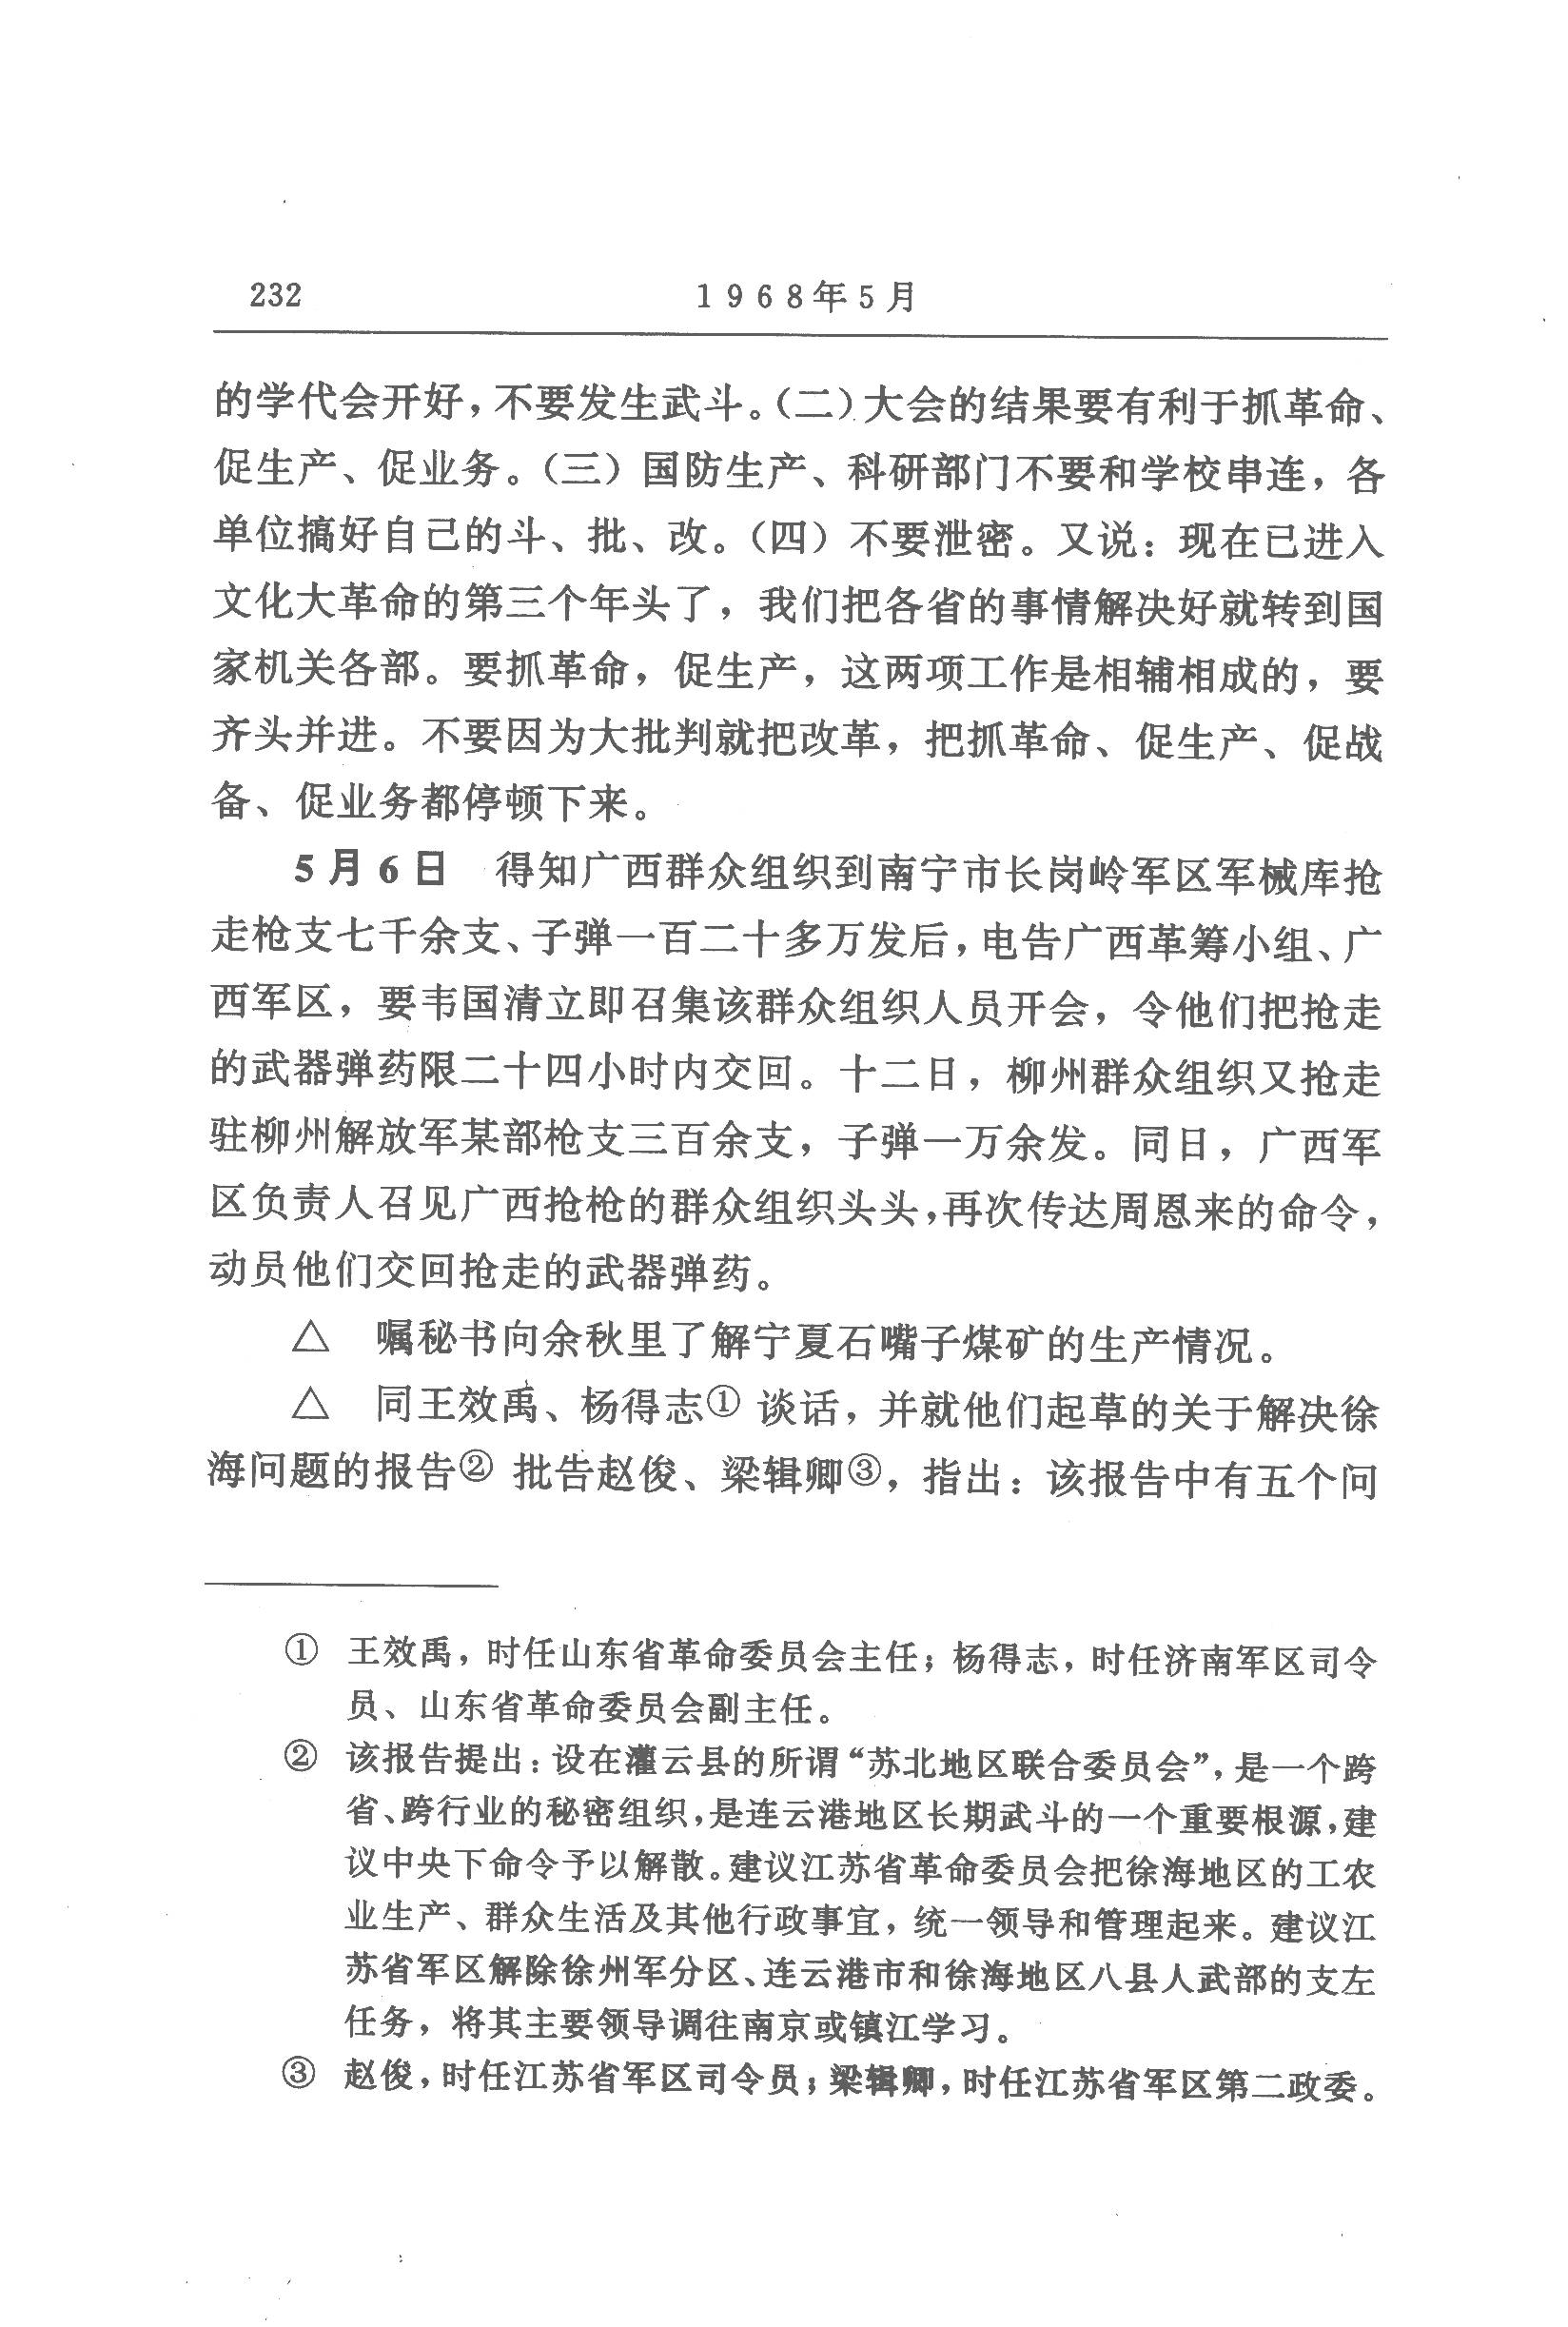 232
1968年5月
的学代会开好，不要发生武斗。（二）大会的结果要有利于抓革命、
促生产、促业务。（三）国防生产、科研部门不要和学校串连，各
单位搞好自己的斗、批、改。（四）不要泄密。又说：现在已进入
文化大革命的第三个年头了，我们把各省的事情解决好就转到国
家机关各部。要抓革命，促生产，这两项工作是相辅相成的，要
齐头并进。不要因为大批判就把改革，把抓革命、促生产、促战
备、促业务都停顿下来。
5月6日　得知广西群众组织到南宁市长岗岭军区军械库抢
走枪支七千余支、子弹一百二十多万发后，电告广西革筹小组、广
西军区，要韦国清立即召集该群众组织人员开会，令他们把抢走
的武器弹药限二十四小时内交回。十二日，柳州群众组织又抢走
驻柳州解放军某部枪支三百余支，子弹一万余发。同日，广西军
区负责人召见广西抢枪的群众组织头头，再次传达周恩来的命令，
动员他们交回抢走的武器弹药。
△　嘱秘书向余秋里了解宁夏石嘴子煤矿的生产情况。
△　同王效禹、杨得志①谈话，并就他们起草的关于解决徐
海问题的报告②批告赵俊、梁辑卿③，指出：该报告中有五个问
①　王效禹，时任山东省革命委员会主任；杨得志，时任济南军区司令
员、山东省革命委员会副主任。
②　该报告提出：设在灌云县的所谓“苏北地区联合委员会”，是一个跨
省、跨行业的秘密组织，是连云港地区长期武斗的一个重要根源，建
议中央下命令予以解散。建议江苏省革命委员会把徐海地区的工农
业生产、群众生活及其他行政事宜，统一领导和管理起来。建议江
苏省军区解除徐州军分区、连云港市和徐海地区八县人武部的支左
任务，将其主要领导调往南京或镇江学习。
③　赵俊，时任江苏省军区司令员；梁辑卿，时任江苏省军区第二政委。